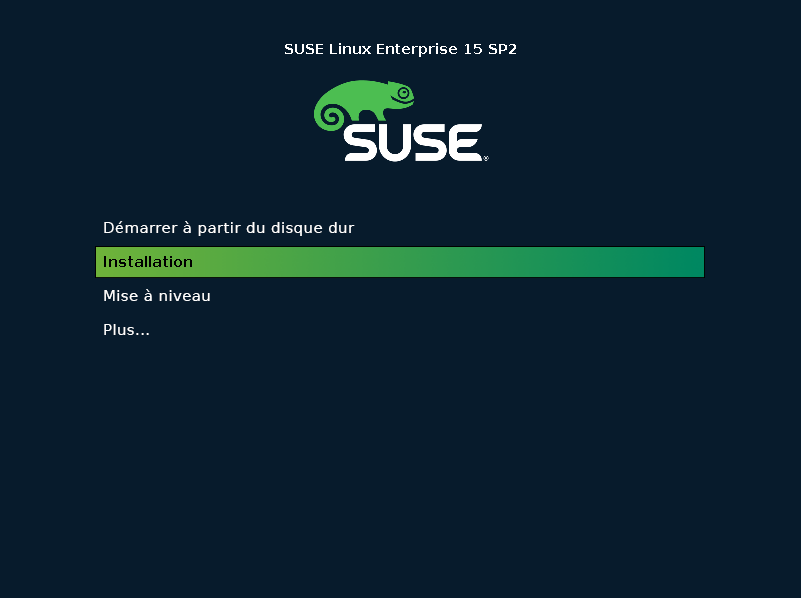 SUSE Linux Enterprise 15 SP2
SUSE®
Démarrer à partir du disque dur
Installation
Mise à niveau
Plus...